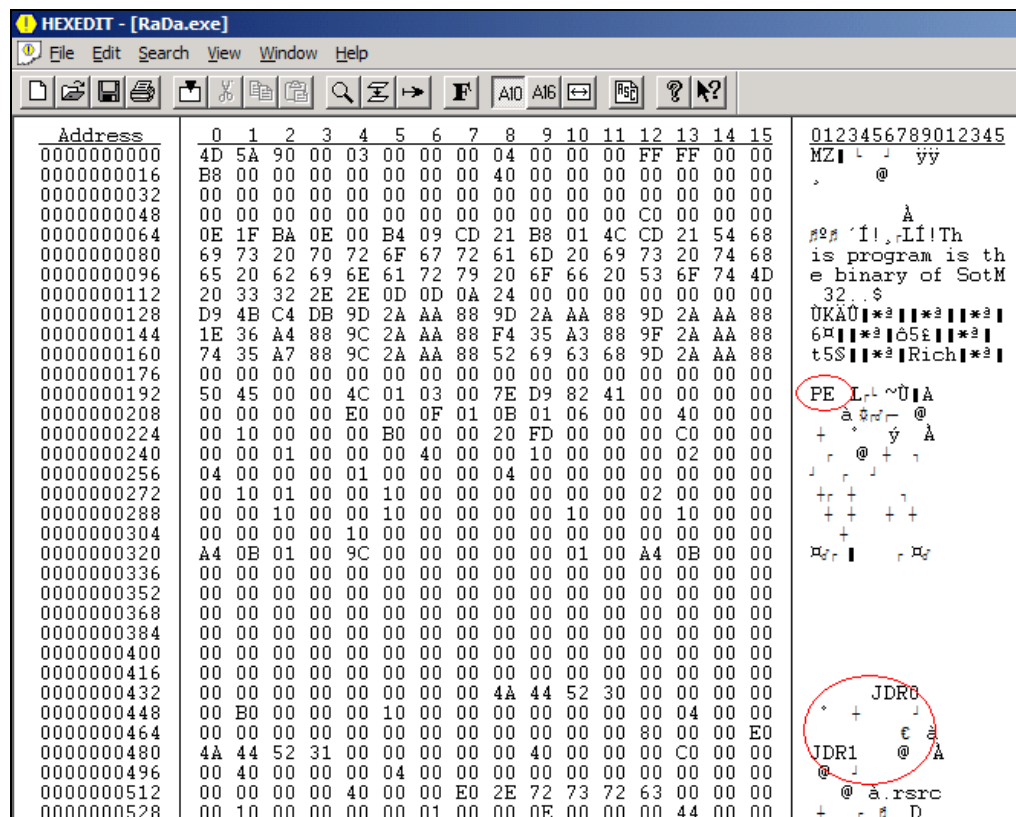 HEXEDIT - [RaDa.exe]
File Edit Search View Window Help
F A10 A16 Rsb ? ?
Address 0 1 2 3 4 5 6 7 8 9 10 11 12 13 14 15 0123456789012345
0000000000 4D 5A 90 00 03 00 00 00 04 00 00 00 FF FF 00 00 MZ ÿÿ
0000000016 B8 00 00 00 00 00 00 00 40 00 00 00 00 00 00 00 ¸ @
0000000032 00 00 00 00 00 00 00 00 00 00 00 00 00 00 00 00
0000000048 00 00 00 00 00 00 00 00 00 00 00 00 C0 00 00 00 À
0000000064 0E 1F BA 0E 00 B4 09 CD 21 B8 01 4C CD 21 54 68 º ´Í!¸LÍ!Th
0000000080 69 73 20 70 72 6F 67 72 61 6D 20 69 73 20 74 68 is program is th
0000000096 65 20 62 69 6E 61 72 79 20 6F 66 20 53 6F 74 4D e binary of SotM
0000000112 20 33 32 2E 2E 0D 0D 0A 24 00 00 00 00 00 00 00 32..$
0000000128 D9 4B C4 DB 9D 2A AA 88 9D 2A AA 88 9D 2A AA 88 ÙKÄÛ*ª*ª*ª
0000000144 1E 36 A4 88 9C 2A AA 88 F4 35 A3 88 9F 2A AA 88 6¤*ªô5£*ª
0000000160 74 35 A7 88 9C 2A AA 88 52 69 63 68 9D 2A AA 88 t5§*ªRich*ª
0000000176 00 00 00 00 00 00 00 00 00 00 00 00 00 00 00 00
0000000192 50 45 00 00 4C 01 03 00 7E D9 82 41 00 00 00 00 PE L ~ÙA
0000000208 00 00 00 00 E0 00 0F 01 0B 01 06 00 00 40 00 00 à @
0000000224 00 10 00 00 00 B0 00 00 20 FD 00 00 00 C0 00 00 ° ý À
0000000240 00 00 01 00 00 00 40 00 00 10 00 00 00 02 00 00 @
0000000256 04 00 00 00 01 00 00 00 04 00 00 00 00 00 00 00
0000000272 00 10 01 00 00 10 00 00 00 00 00 00 02 00 00 00
0000000288 00 00 10 00 00 10 00 00 00 00 10 00 00 10 00 00
0000000304 00 00 00 00 10 00 00 00 00 00 00 00 00 00 00 00
0000000320 A4 0B 01 00 9C 00 00 00 00 00 01 00 A4 0B 00 00 ¤ ¤
0000000336 00 00 00 00 00 00 00 00 00 00 00 00 00 00 00 00
0000000352 00 00 00 00 00 00 00 00 00 00 00 00 00 00 00 00
0000000368 00 00 00 00 00 00 00 00 00 00 00 00 00 00 00 00
0000000384 00 00 00 00 00 00 00 00 00 00 00 00 00 00 00 00
0000000400 00 00 00 00 00 00 00 00 00 00 00 00 00 00 00 00
0000000416 00 00 00 00 00 00 00 00 00 00 00 00 00 00 00 00
0000000432 00 00 00 00 00 00 00 00 4A 44 52 30 00 00 00 00 JDR0
0000000448 00 B0 00 00 00 10 00 00 00 00 00 00 00 04 00 00 °
0000000464 00 00 00 00 00 00 00 00 00 00 00 00 80 00 00 E0 € à
0000000480 4A 44 52 31 00 00 00 00 00 40 00 00 00 C0 00 00 JDR1 @ À
0000000496 00 40 00 00 00 04 00 00 00 00 00 00 00 00 00 00 @
0000000512 00 00 00 00 40 00 00 E0 2E 72 73 72 63 00 00 00 @ à.rsrc
0000000528 00 10 00 00 00 00 01 00 00 0E 00 00 00 44 00 00 D